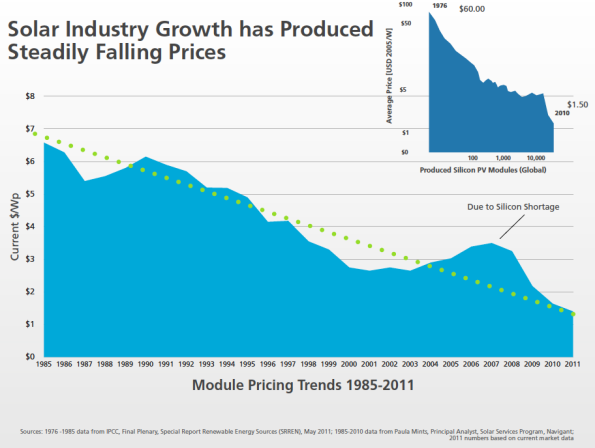 Solar Industry Growth has Produced
Steadily Falling Prices
$100
1976
$60.00
$50
Average Price [USD 2005/W]
$5
$1.50
2010
$1
$0
100 1,000 10,000
Produced Silicon PV Modules (Global)
$8
$7
$6
$5
$4
$3
$2
$1
$0
Current $/Wp
Due to Silicon Shortage
1985 1986 1987 1988 1989 1990 1991 1992 1993 1994 1995 1996 1997 1998 1999 2000 2001 2002 2003 2004 2005 2006 2007 2008 2009 2010 2011
Module Pricing Trends 1985-2011
Sources: 1976 -1985 data from IPCC, Final Plenary, Special Report Renewable Energy Sources (SRREN), May 2011; 1985-2010 data from Paula Mints, Principal Analyst, Solar Services Program, Navigant;
2011 numbers based on current market data